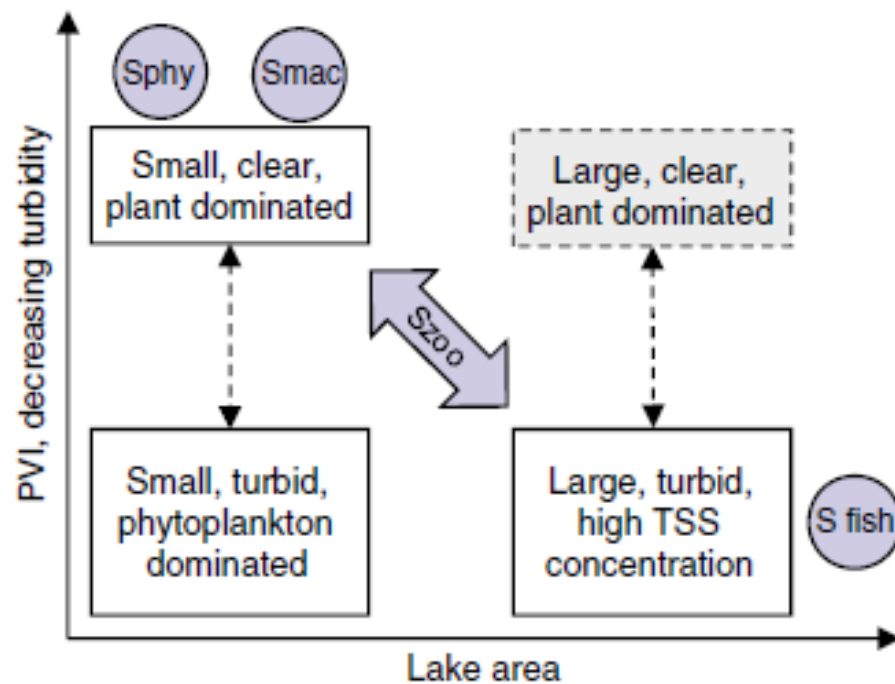 PVI, decreasing turbidity
Sphy
Smac
Small, clear,
plant dominated
Large, clear,
plant dominated
Szoo
Small, turbid,
phytoplankton
dominated
Large, turbid,
high TSS
concentration
S fish
Lake area